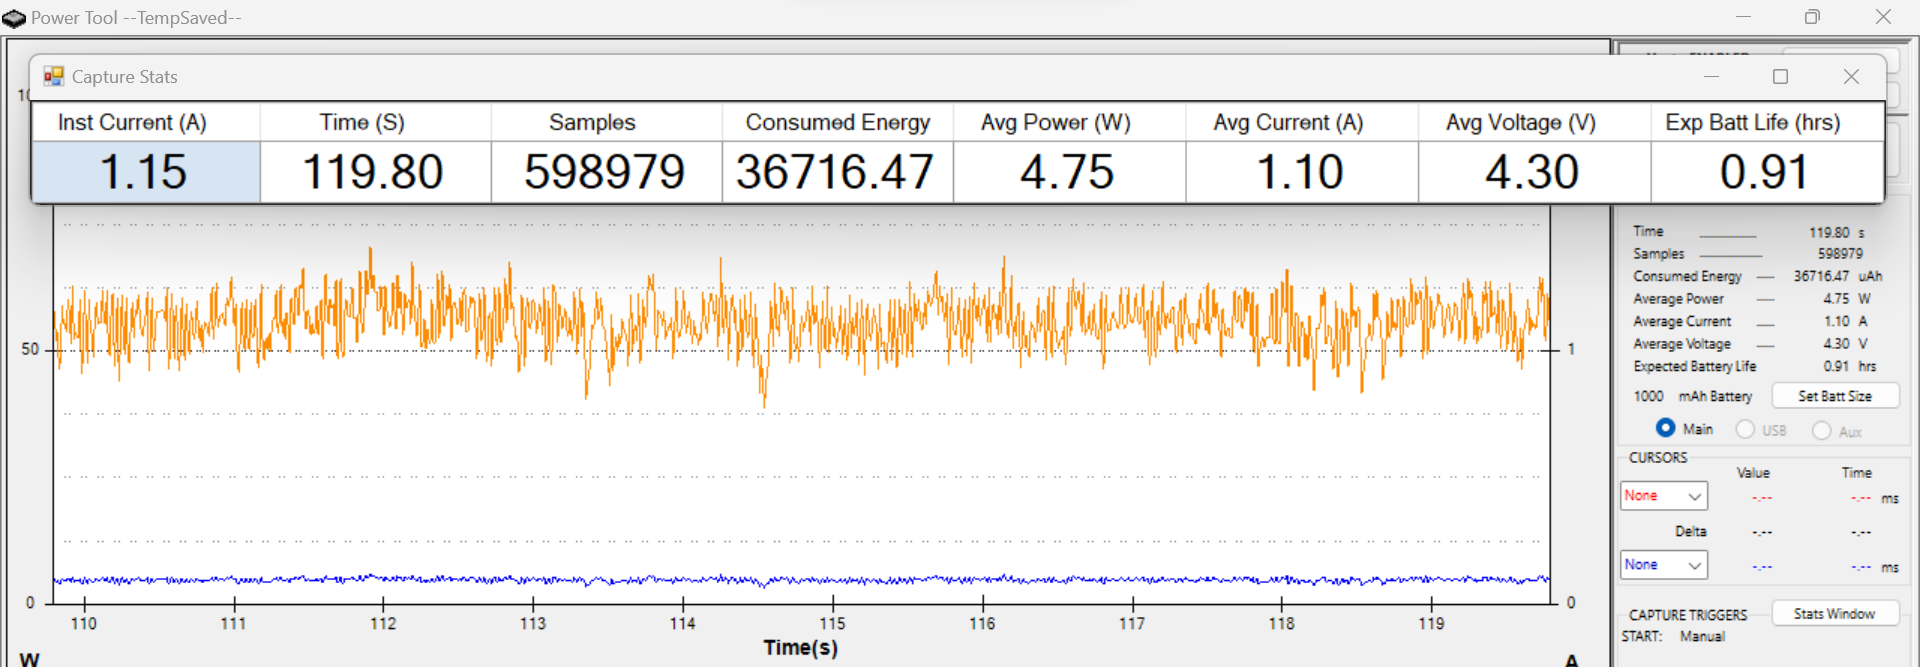 Power Tool --TempSaved--
Capture Stats
Inst Current (A) Time (S) Samples Consumed Energy Avg Power (W) Avg Current (A) Avg Voltage (V) Exp Batt Life (hrs)
1.15 119.80 598979 36716.47 4.75 1.10 4.30 0.91
50
0
1
0
110 111 112 113 114 115 116 117 118 119
Time(s)
W
A
Time 119.80 s
Samples 598979
Consumed Energy 36716.47 uAh
Average Power 4.75 W
Average Current 1.10 A
Average Voltage 4.30 V
Expected Battery Life 0.91 hrs
1000 mAh Battery Set Batt Size
Main USB Aux
CURSORS
Value Time
None -.-- -.-- ms
Delta -.-- -.--
None -.-- -.-- ms
CAPTURE TRIGGERS Stats Window
START: Manual